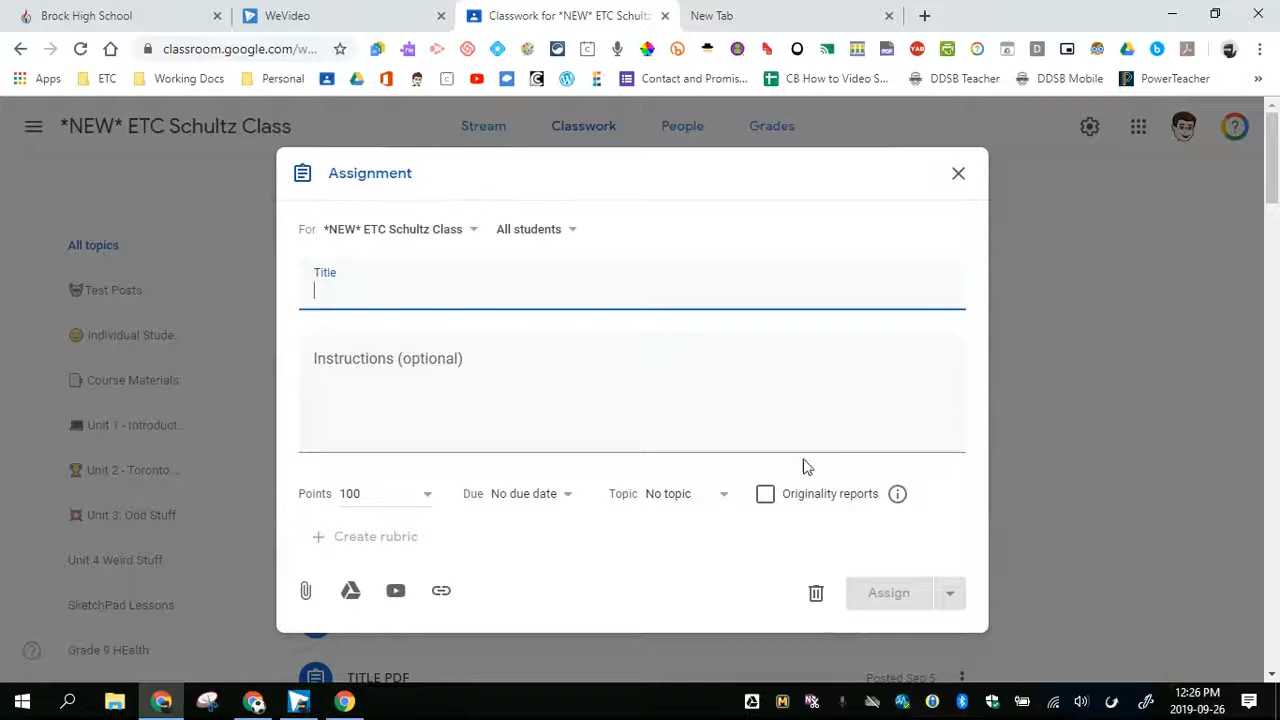 Brock High School
WeVideo
Classwork for *NEW* ETC Schultz
New Tab
classroom.google.com/w...
Apps
ETC
Working Docs
Personal
Contact and Promis...
CB How to Video S...
DDSB Teacher
DDSB Mobile
PowerTeacher
*NEW* ETC Schultz Class
Stream
Classwork
People
Grades
Assignment
For *NEW* ETC Schultz Class
All students
All topics
Test Posts
Individual Stude...
Course Materials
Unit 1 - Introduct...
Unit 2 - Toronto ...
Unit 3: Odd Stuff
Unit 4 Weird Stuff
SketchPad Lessons
Grade 9 HEalth
Title
Instructions (optional)
Points 100
Due No due date
Topic No topic
Originality reports
Create rubric
Assign
TITLE PDF
Posted Sep 5
12:26 PM
2019-09-26